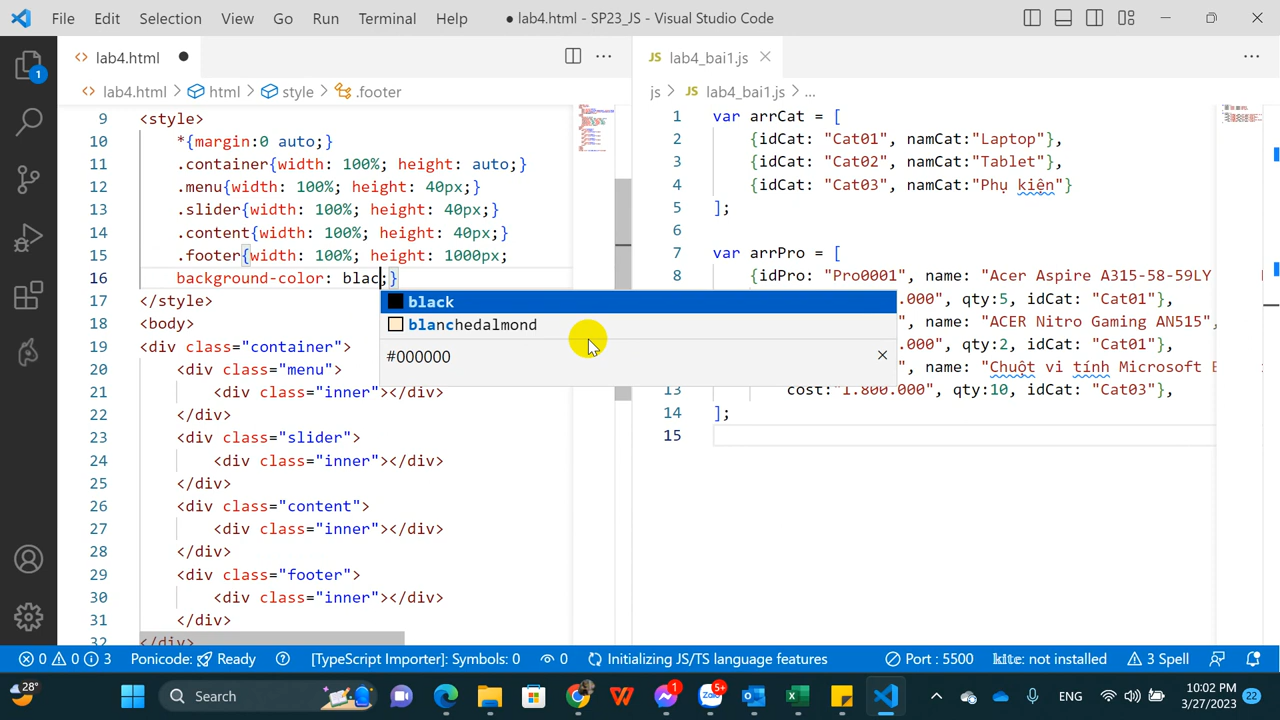 File Edit Selection View Go Run Terminal Help ● lab4.html - SP23_JS - Visual Studio Code
1
<> lab4.html ●
<> lab4.html > html > style > .footer
9 <style>
10 *{margin:0 auto;}
11 .container{width: 100%; height: auto;}
12 .menu{width: 100%; height: 40px;}
13 .slider{width: 100%; height: 40px;}
14 .content{width: 100%; height: 40px;}
15 .footer{width: 100%; height: 1000px;
16 background-color: blac;}
17 </style>
18 <body>
19 <div class="container">
20 <div class="menu">
21 <div class="inner"></div>
22 </div>
23 <div class="slider">
24 <div class="inner"></div>
25 </div>
26 <div class="content">
27 <div class="inner"></div>
28 </div>
29 <div class="footer">
30 <div class="inner"></div>
31 </div>
32 </div>
black
blanchedalmond
#000000
JS lab4_bai1.js
js > JS lab4_bai1.js > ...
1 var arrCat = [
2 {idCat: "Cat01", namCat:"Laptop"},
3 {idCat: "Cat02", namCat:"Tablet"},
4 {idCat: "Cat03", namCat:"Phụ kiện"}
5 ];
6
7 var arrPro = [
8 {idPro: "Pro0001", name: "Acer Aspire A315-58-59LY
.000", qty:5, idCat: "Cat01"},
name: "ACER Nitro Gaming AN515",
.000", qty:2, idCat: "Cat01"},
name: "Chuột vi tính Microsoft
13 cost:"1.800.000", qty:10, idCat: "Cat03"},
14 ];
15
0 0 3 Ponicode: Ready [TypeScript Importer]: Symbols: 0 0 Initializing JS/TS language features Port : 5500 kite: not installed 3 Spell
28° Search 1 5+ ENG 10:02 PM
3/27/2023 22